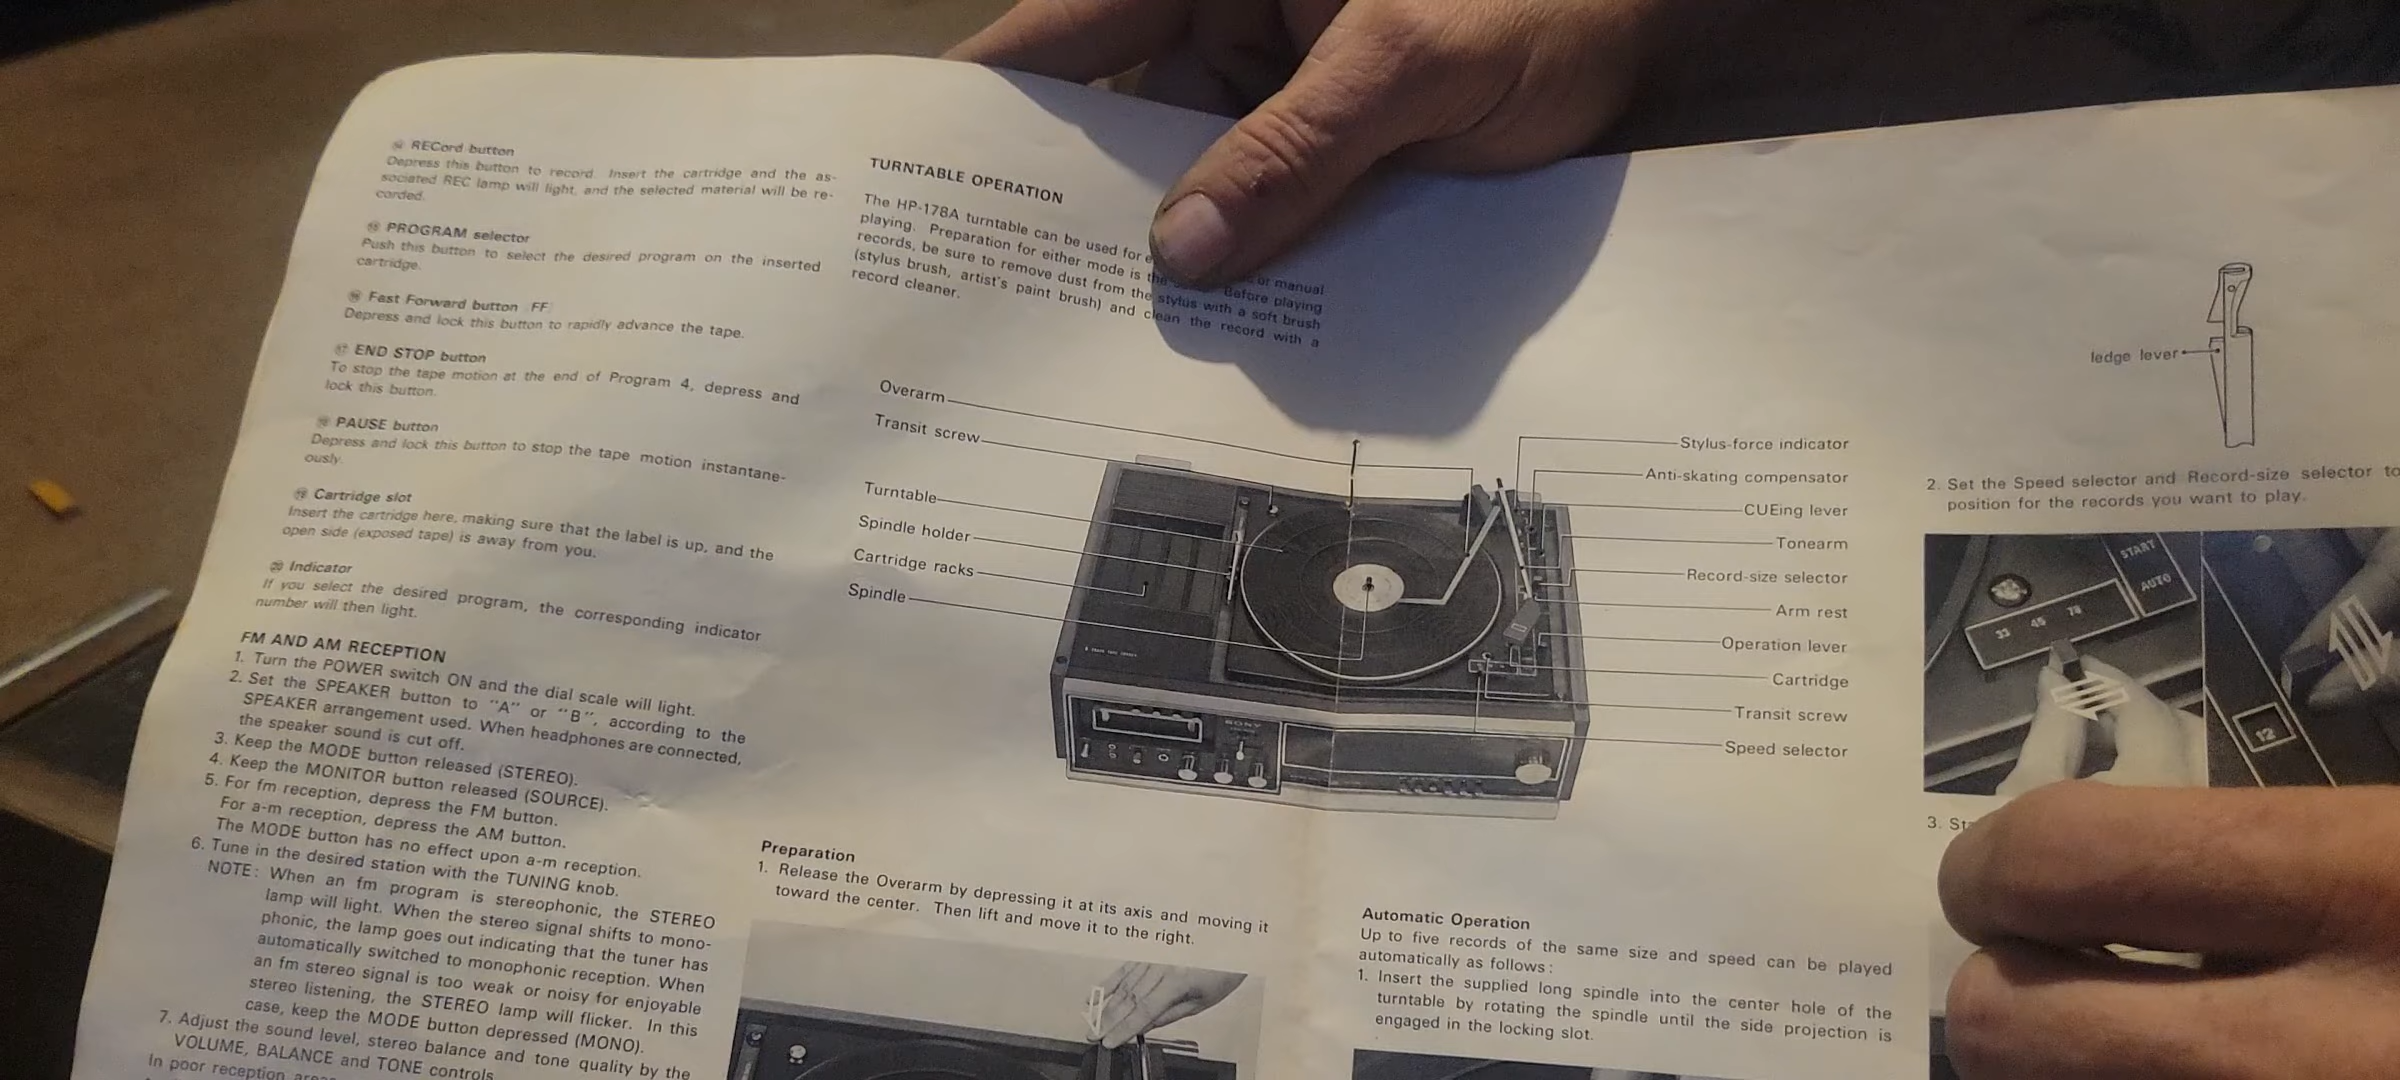 ⑭ RECord button
Depress this button to record. Insert the cartridge and the as-
sociated REC lamp will light, and the selected material will be re-
corded.
⑮ PROGRAM selector
Push this button to select the desired program on the inserted
cartridge.
⑯ Fast Forward button FF
Depress and lock this button to rapidly advance the tape.
⑰ END STOP button
To stop the tape motion at the end of Program 4, depress and
lock this button.
⑱ PAUSE button
Depress and lock this button to stop the tape motion instantane-
ously.
⑲ Cartridge slot
Insert the cartridge here, making sure that the label is up, and the
open side (exposed tape) is away from you.
⑳ Indicator
If you select the desired program, the corresponding indicator
number will then light.
FM AND AM RECEPTION
1. Turn the POWER switch ON and the dial scale will light.
2. Set the SPEAKER button to "A" or "B", according to the
SPEAKER arrangement used. When headphones are connected,
the speaker sound is cut off.
3. Keep the MODE button released (STEREO).
4. Keep the MONITOR button released (SOURCE).
5. For fm reception, depress the FM button.
For a-m reception, depress the AM button.
The MODE button has no effect upon a-m reception.
6. Tune in the desired station with the TUNING knob.
NOTE: When an fm program is stereophonic, the STEREO
lamp will light. When the stereo signal shifts to mono-
phonic, the lamp goes out indicating that the tuner has
automatically switched to monophonic reception. When
an fm stereo signal is too weak or noisy for enjoyable
stereo listening, the STEREO lamp will flicker. In this
case, keep the MODE button depressed (MONO).
7. Adjust the sound level, stereo balance and tone quality by the
VOLUME, BALANCE and TONE controls
In poor reception
TURNTABLE OPERATION
The HP-178A turntable can be used for or manual
playing. Preparation for either mode is the Before playing
records, be sure to remove dust from the stylus with a soft brush
(stylus brush, artist's paint brush) and clean the record with a
record cleaner.
Overarm
Transit screw
Turntable
Spindle holder
Cartridge racks
Spindle
Stylus-force indicator
Anti-skating compensator
CUEing lever
Tonearm
Record-size selector
Arm rest
Operation lever
Cartridge
Transit screw
Speed selector
SONY
Preparation
1. Release the Overarm by depressing it at its axis and moving it
toward the center. Then lift and move it to the right.
Automatic Operation
Up to five records of the same size and speed can be played
automatically as follows:
1. Insert the supplied long spindle into the center hole of the
turntable by rotating the spindle until the side projection is
engaged in the locking slot.
ledge lever
2. Set the Speed selector and Record-size selector to
position for the records you want to play.
START
AUTO
33 45 78
12
3.